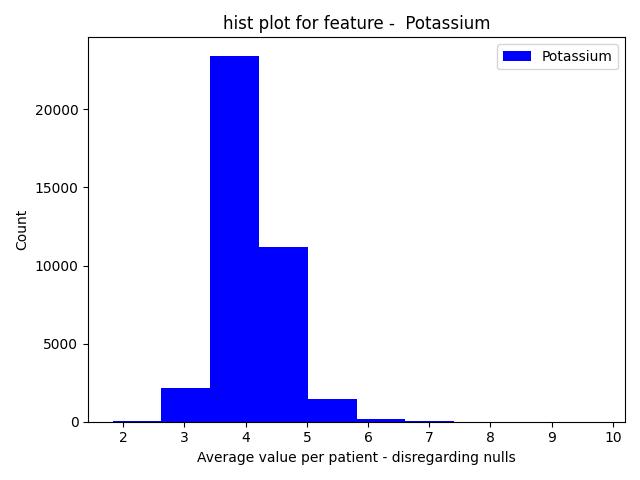 hist plot for feature -  Potassium
Potassium
Count
20000
15000
10000
5000
0
2 3 4 5 6 7 8 9 10
Average value per patient - disregarding nulls